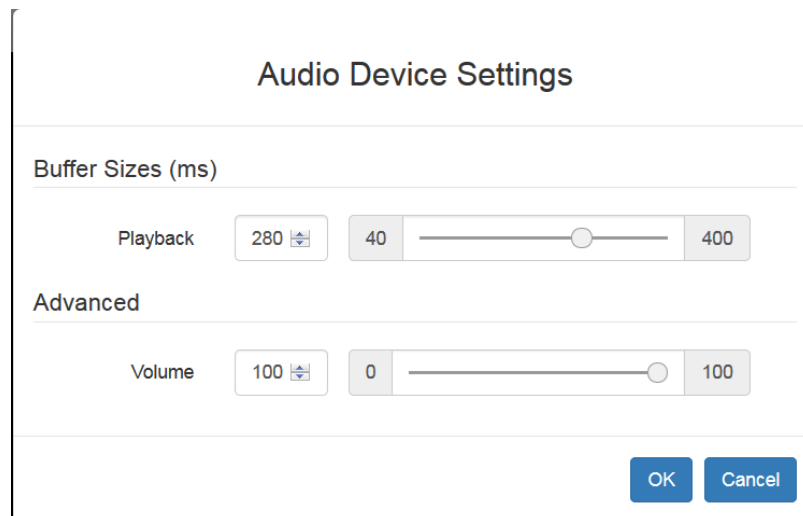 Audio Device Settings
Buffer Sizes (ms)
Playback 280 40 400
Advanced
Volume 100 0 100
OK Cancel